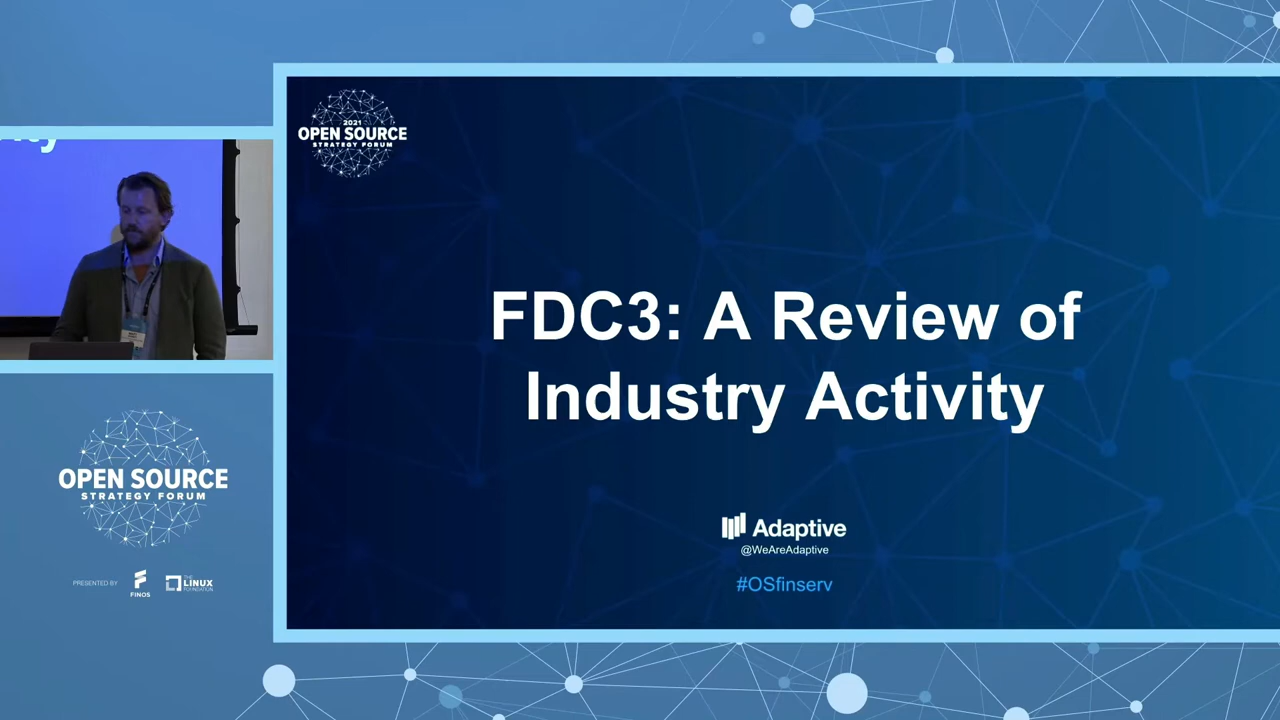 2021
OPEN SOURCE
STRATEGY FORUM
FDC3: A Review of
Industry Activity
Adaptive
@WeAreAdaptive
#OSfinserv
ity
OPEN SOURCE
STRATEGY FORUM
PRESENTED BY
FINOS
THE
LINUX
FOUNDATION